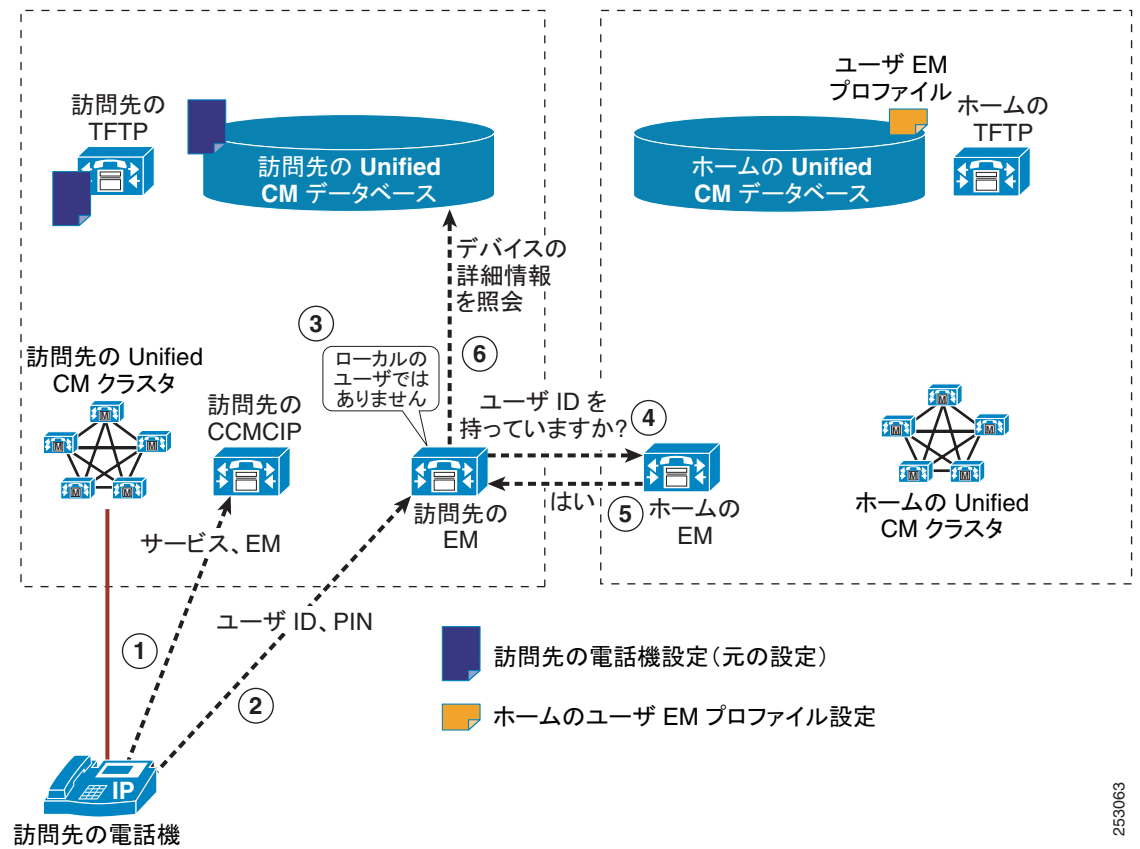 訪問先の
TFTP
訪問先の Unified
CM データベース
ユーザ EM
プロファイル
ホームの
TFTP
ホームの Unified
CM データベース
デバイスの
詳細情報
を照会
3
ローカルの
ユーザでは
ありません
6
訪問先の Unified
CM クラスタ
訪問先の
CCMCIP
ユーザ ID を
持っていますか?
4
M
M
M
M
M
M
M
M
M
M
訪問先の
EM
はい
5
ホームの
EM
ホームの Unified
CM クラスタ
サービス、EM
ユーザ ID、PIN
1
2
訪問先の電話機設定（元の設定）
ホームのユーザ EM プロファイル設定
IP
訪問先の電話機
253063